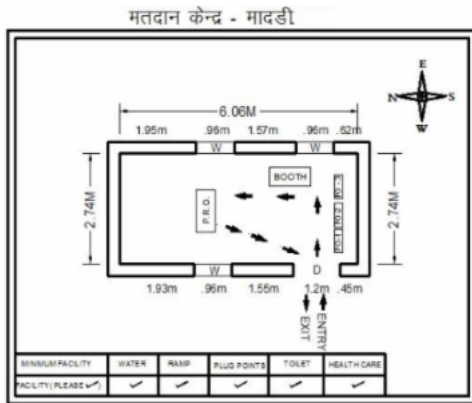 मतदान केन्द्र - मादडी
E
N S
W
6.06M
1.95m .96m 1.57m .96m .62m
W W
BOOTH
2.74M
P.R.O.
2.74M
W D
1.93m .96m 1.55m 1.2m .45m
EXIT
ENTRY
MINIMUM FACILITY WATER RAMP PLUG POINTS TOILET HEALTH CARE
FACILITY (PLEASE ✓) ✓ ✓ ✓ ✓ ✓